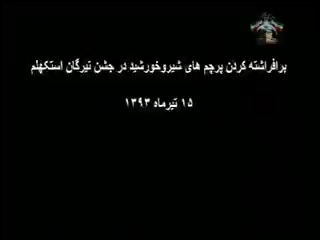 برافراشته کردن پرچم های شیروخورشید در جشن تیرگان استکهلم
۱۵ تیرماه ۱۳۹۳